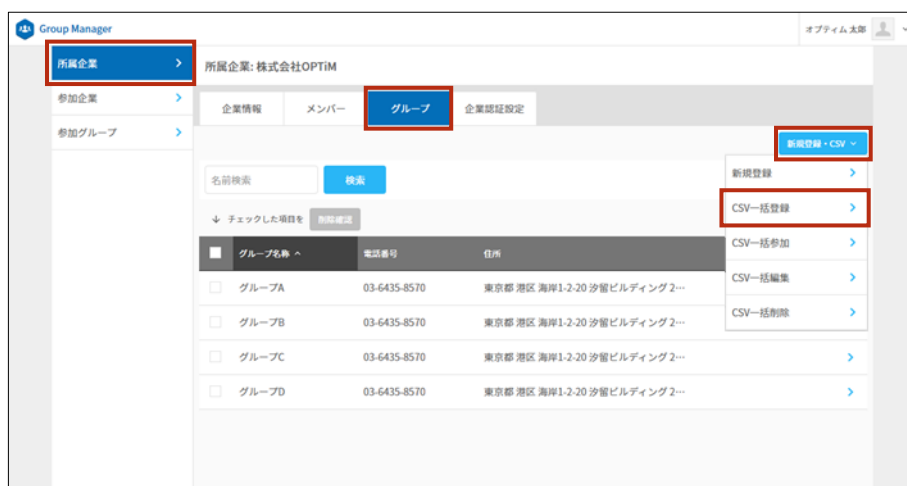 Group Manager
オプティム 太郎
所属企業
参加企業
参加グループ
所属企業: 株式会社OPTiM
企業情報
メンバー
グループ
企業認証設定
新規登録・CSV
新規登録
CSV一括登録
CSV一括参加
CSV一括編集
CSV一括削除
名前検索
検索
チェックした項目を 削除確認
グループ名称 電話番号 住所
グループA 03-6435-8570 東京都 港区 海岸1-2-20 汐留ビルディング 2…
グループB 03-6435-8570 東京都 港区 海岸1-2-20 汐留ビルディング 2…
グループC 03-6435-8570 東京都 港区 海岸1-2-20 汐留ビルディング 2…
グループD 03-6435-8570 東京都 港区 海岸1-2-20 汐留ビルディング 2…